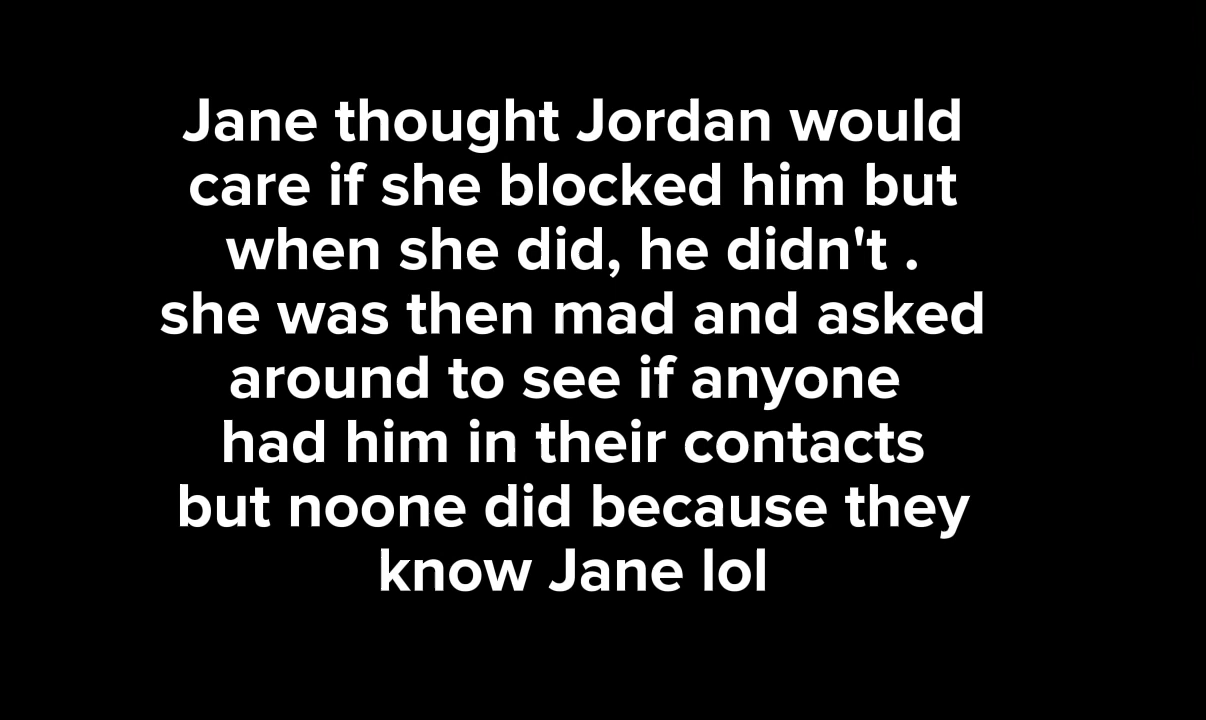 Jane thought Jordan would
care if she blocked him but
when she did, he didn't .
she was then mad and asked
around to see if anyone
had him in their contacts
but noone did because they
know Jane lol